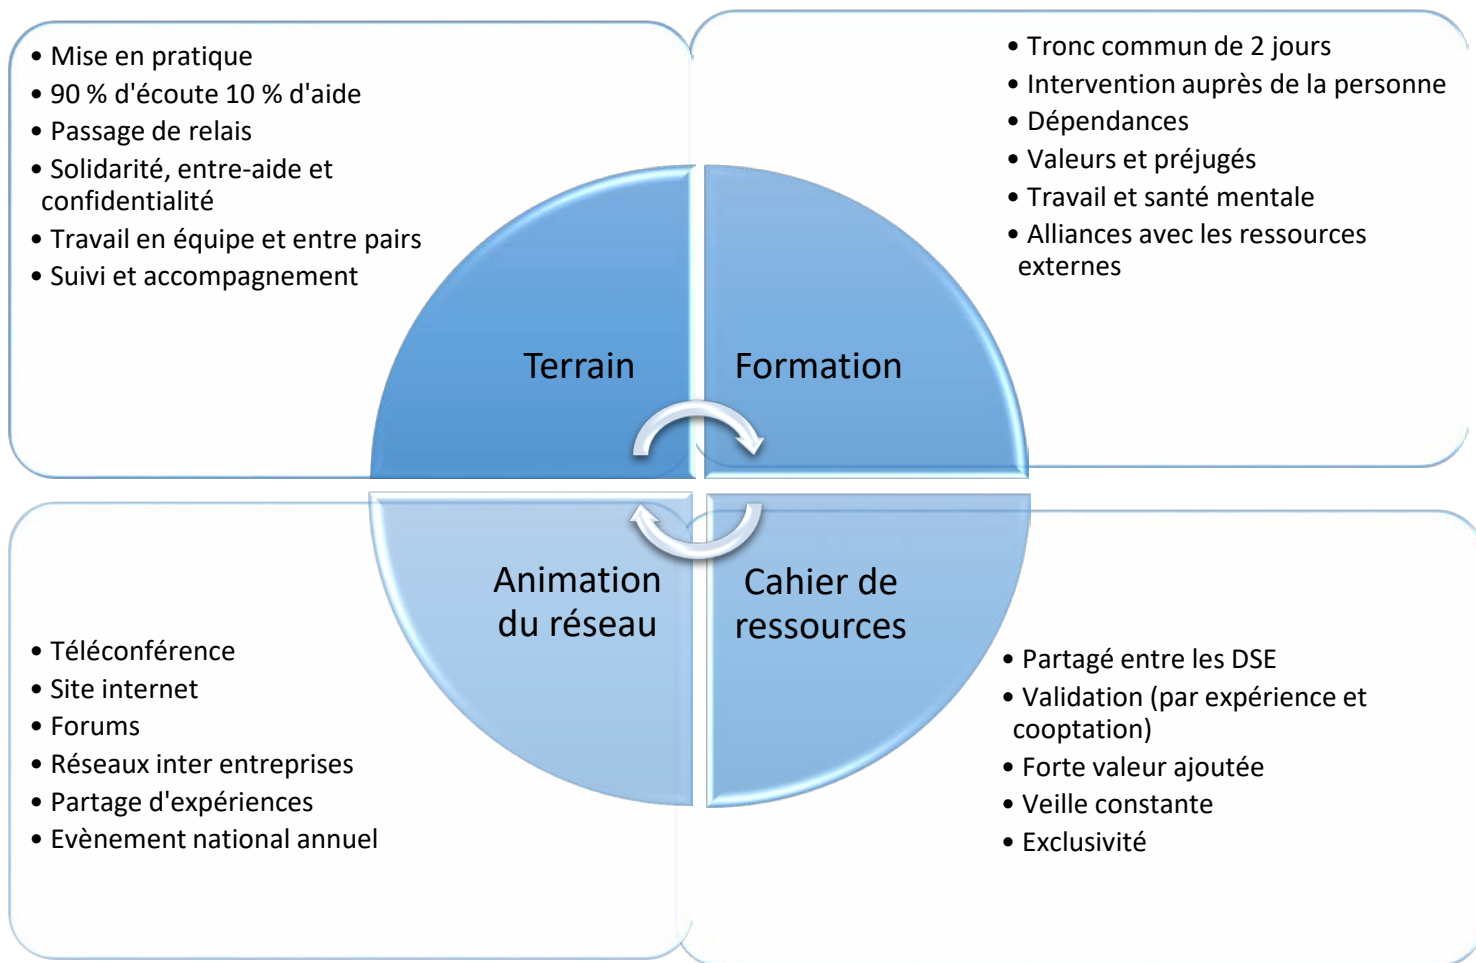 • Mise en pratique
• 90 % d'écoute 10 % d'aide
• Passage de relais
• Solidarité, entre-aide et
confidentialité
• Travail en équipe et entre pairs
• Suivi et accompagnement
• Tronc commun de 2 jours
• Intervention auprès de la personne
• Dépendances
• Valeurs et préjugés
• Travail et santé mentale
• Alliances avec les ressources
externes
Terrain
Formation
Animation
du réseau
Cahier de
ressources
• Téléconférence
• Site internet
• Forums
• Réseaux inter entreprises
• Partage d'expériences
• Evènement national annuel
• Partagé entre les DSE
• Validation (par expérience et
cooptation)
• Forte valeur ajoutée
• Veille constante
• Exclusivité